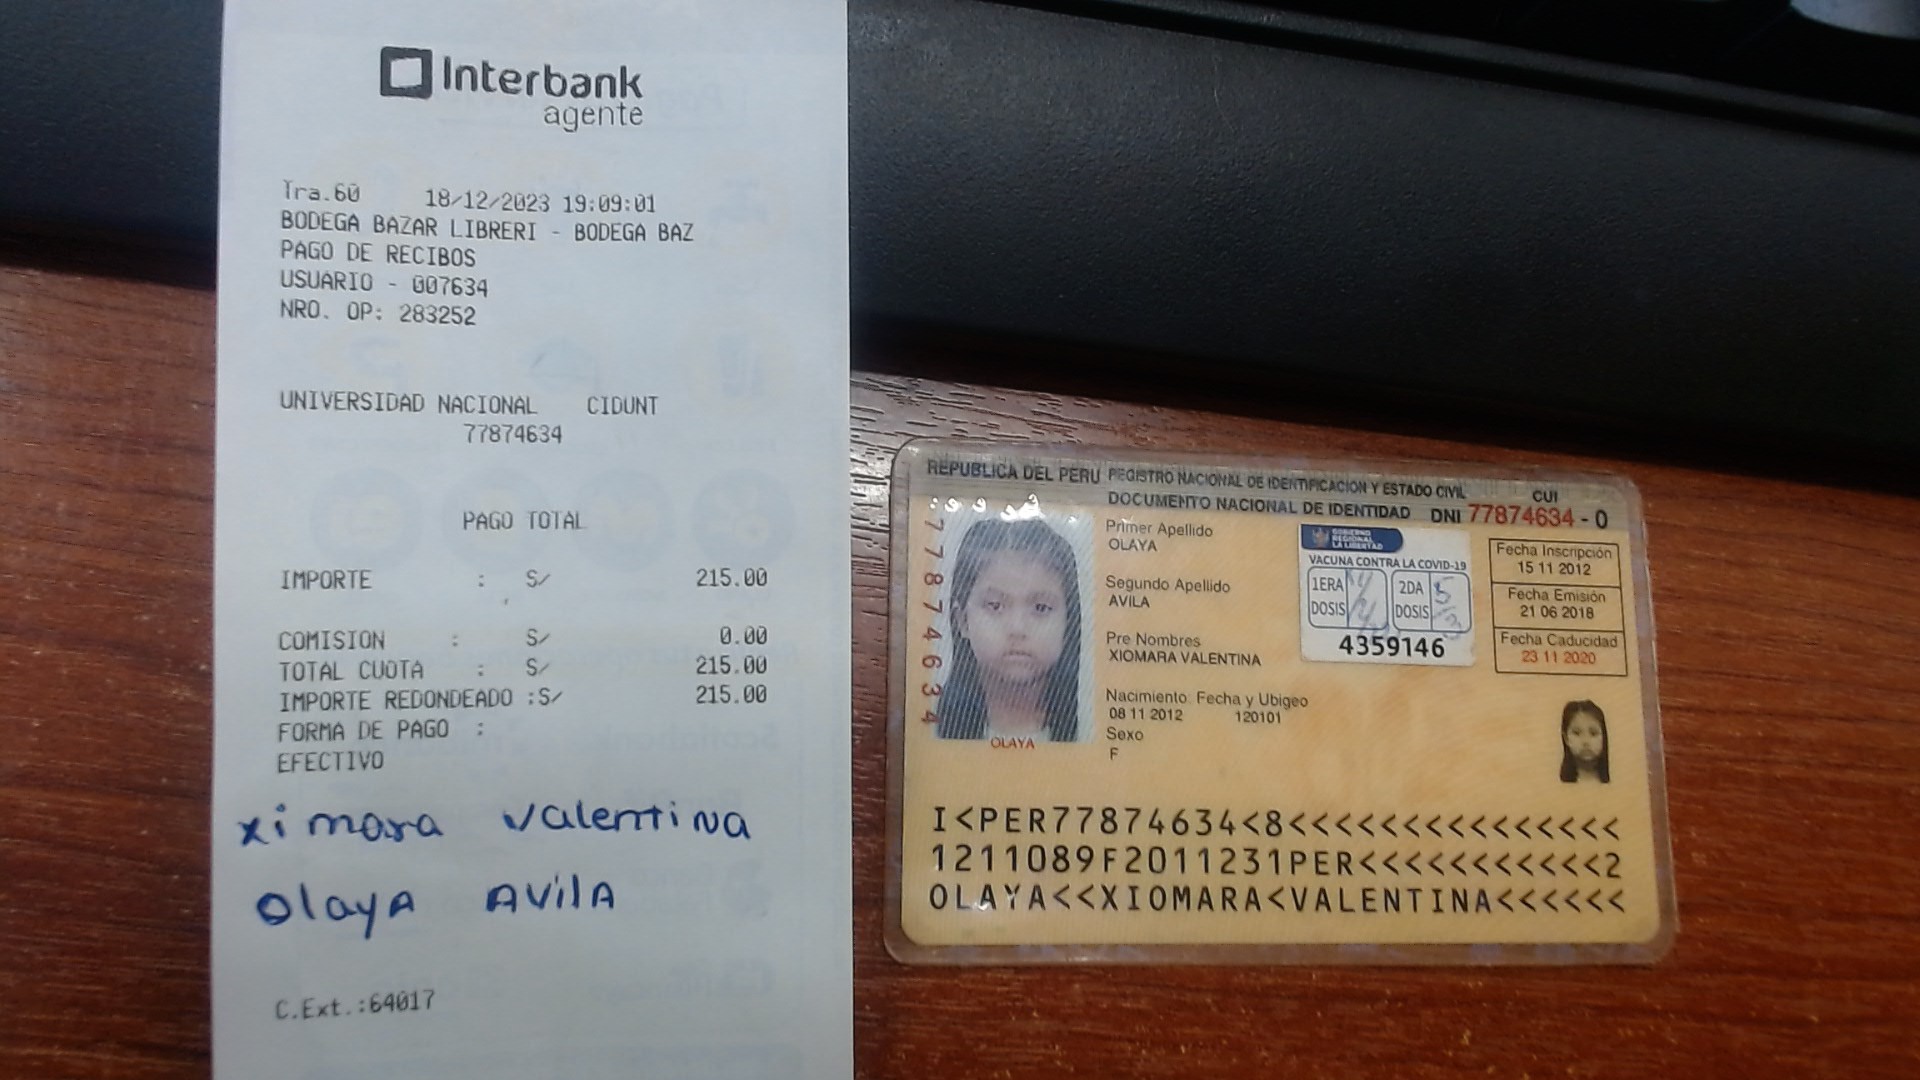 Interbank
agente
Tra.60 18/12/2023 19:09:01
BODEGA BAZAR LIBRERI - BODEGA BAZ
PAGO DE RECIBOS
USUARIO - 007634
NRO. OP: 283252
UNIVERSIDAD NACIONAL CIDUNT
77874634
PAGO TOTAL
IMPORTE : S/ 215.00
COMISION : S/ 0.00
TOTAL CUOTA : S/ 215.00
IMPORTE REDONDEADO :S/ 215.00
FORMA DE PAGO :
EFECTIVO
ximara valentina
Olaya Avila
C.Ext.:64017
REPUBLICA DEL PERU REGISTRO NACIONAL DE IDENTIFICACION Y ESTADO CIVIL CUI
DOCUMENTO NACIONAL DE IDENTIDAD DNI 77874634 - 0
77874634
OLAYA
Primer Apellido
OLAYA
Segundo Apellido
AVILA
Pre Nombres
XIOMARA VALENTINA
Nacimiento: Fecha y Ubigeo
08 11 2012 120101
Sexo
F
GOBIERNO
REGIONAL
LA LIBERTAD
VACUNA CONTRA LA COVID-19
1ERA DOSIS
2DA DOSIS
4359146
Fecha Inscripción
15 11 2012
Fecha Emisión
21 06 2018
Fecha Caducidad
23 11 2020
I<PER77874634<8<<<<<<<<<<<<<<<
1211089F2011231PER<<<<<<<<<<<2
OLAYA<<XIOMARA<VALENTINA<<<<<<